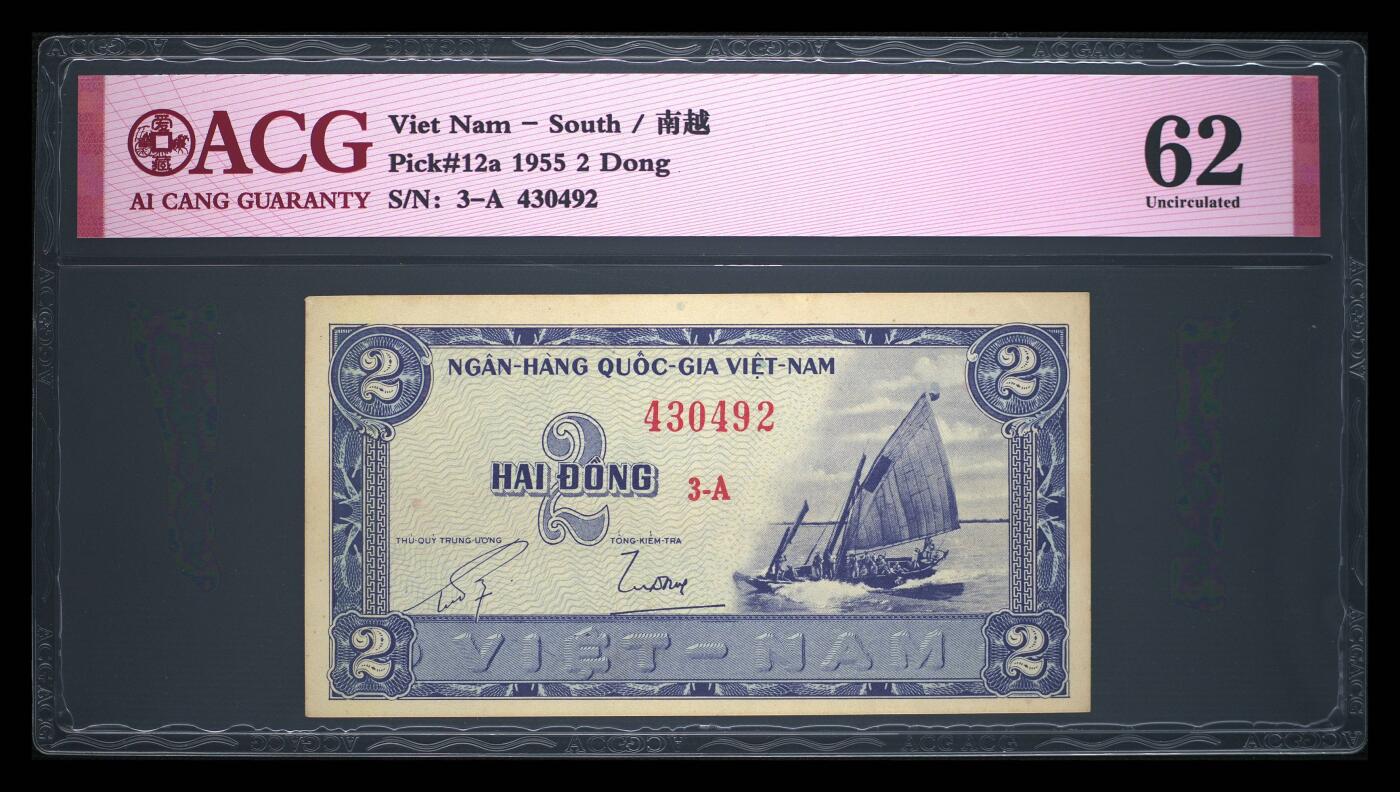 ACG
AI CANG GUARANTY
爱藏
Viet Nam - South / 南越
Pick#12a 1955 2 Dong
S/N: 3-A 430492
62
Uncirculated
2
2
NGÂN-HÀNG QUỐC-GIA VIỆT-NAM
430492
2
HAI ĐỒNG
3-A
THỦ-QUỸ TRUNG-ƯƠNG
TỔNG-KIỂM-TRA
2
VIỆT-NAM
2